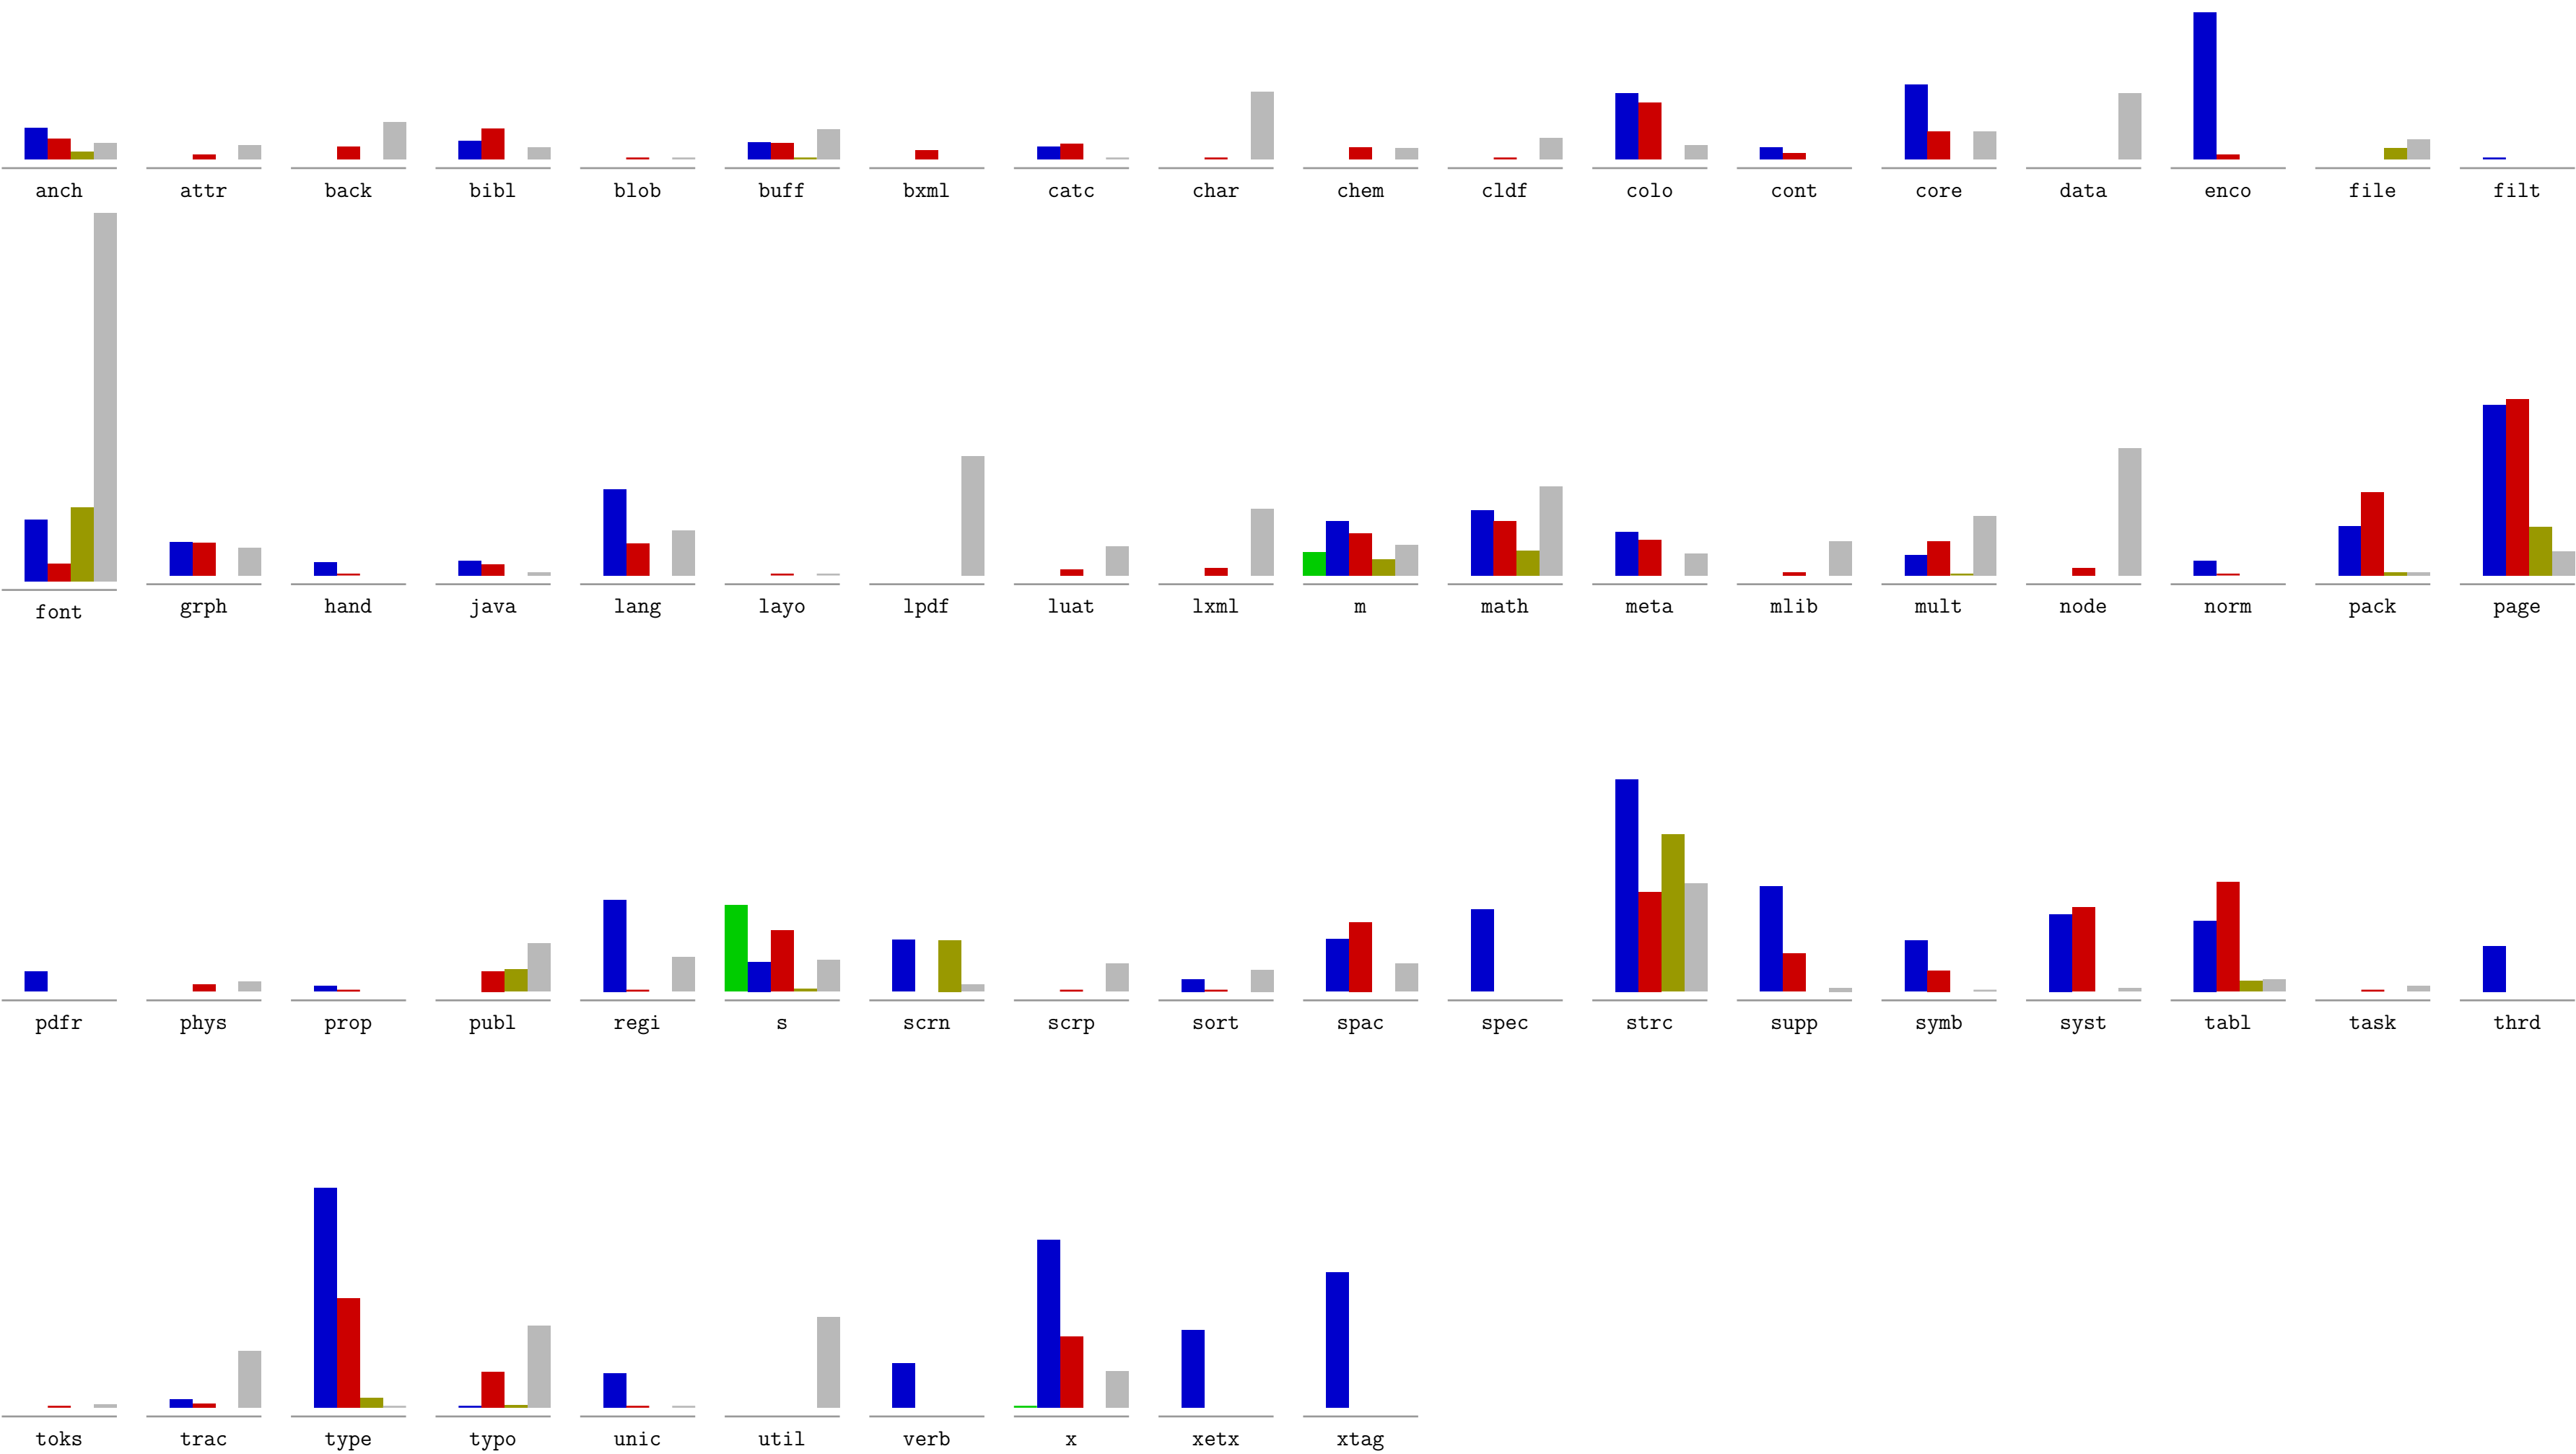 anch attr back bibl blob buff bxml catc char chem cldf colo cont core data enco file filt
font grph hand java lang layo lpdf luat lxml m math meta mlib mult node norm pack page
pdfr phys prop publ regi s scrn scrp sort spac spec strc supp symb syst tabl task thrd
toks trac type typo unic util verb x xetx xtag